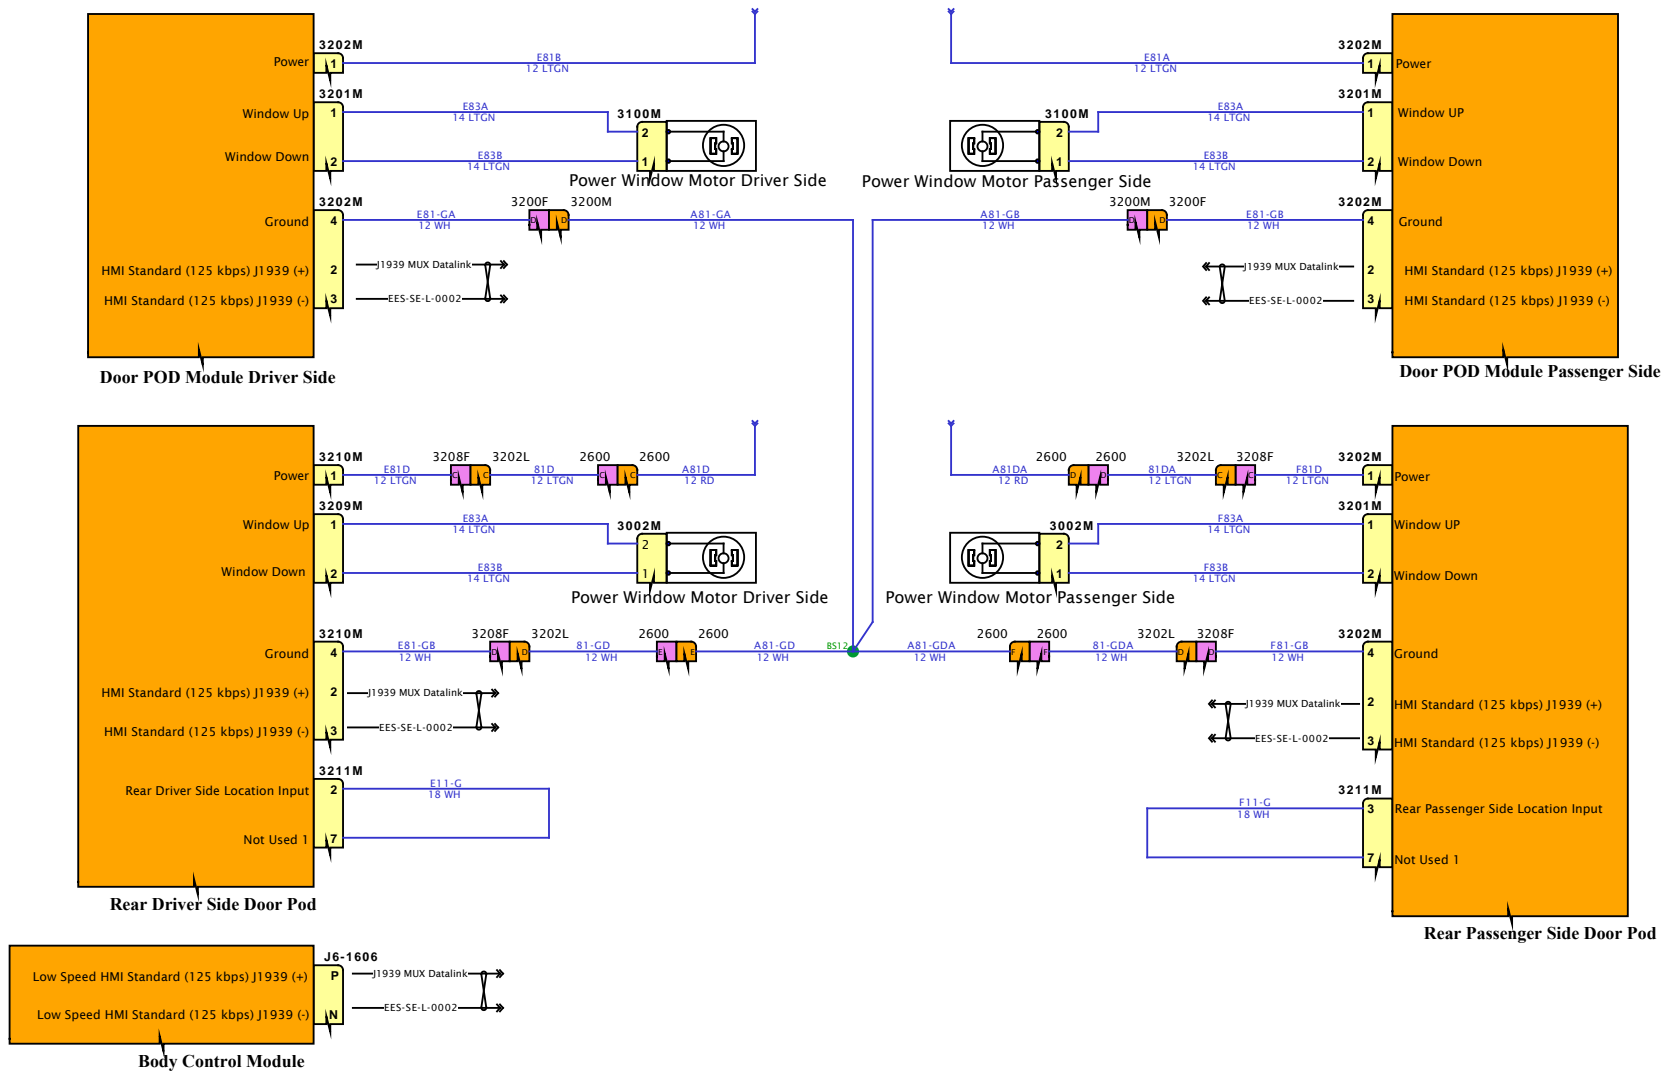 3202M
Power
1
E81B
12 LTGN
3201M
Window Up
1
E83A
14 LTGN
Window Down
2
E83B
14 LTGN
3100M
2
1
Power Window Motor Driver Side
3202M
Ground
4
E81-GA
12 WH
3200F
3200M
D
D
A81-GA
12 WH
HMI Standard (125 kbps) J1939 (+)
2
J1939 MUX Datalink
HMI Standard (125 kbps) J1939 (-)
3
EES-SE-L-0002
Door POD Module Driver Side
3202M
E81A
12 LTGN
1
Power
3201M
E83A
14 LTGN
1
Window UP
E83B
14 LTGN
2
Window Down
3100M
2
1
Power Window Motor Passenger Side
A81-GB
12 WH
3200M
3200F
D
D
E81-GB
12 WH
3202M
4
Ground
J1939 MUX Datalink
2
HMI Standard (125 kbps) J1939 (+)
EES-SE-L-0002
3
HMI Standard (125 kbps) J1939 (-)
Door POD Module Passenger Side
3210M
Power
1
E81D
12 LTGN
3208F
3202L
C
C
81D
12 LTGN
2600
2600
C
C
A81D
12 RD
3209M
Window Up
1
E83A
14 LTGN
Window Down
2
E83B
14 LTGN
3002M
2
1
Power Window Motor Driver Side
3210M
Ground
4
E81-GB
12 WH
3208F
3202L
D
D
81-GD
12 WH
2600
2600
E
E
A81-GD
12 WH
BS12
HMI Standard (125 kbps) J1939 (+)
2
J1939 MUX Datalink
HMI Standard (125 kbps) J1939 (-)
3
EES-SE-L-0002
3211M
Rear Driver Side Location Input
2
E11-G
18 WH
Not Used 1
7
Rear Driver Side Door Pod
A81DA
12 RD
2600
2600
D
D
81DA
12 LTGN
3202L
3208F
C
C
F81D
12 LTGN
3202M
1
Power
3201M
F83A
14 LTGN
1
Window UP
F83B
14 LTGN
2
Window Down
3002M
2
1
Power Window Motor Passenger Side
A81-GDA
12 WH
2600
2600
F
F
81-GDA
12 WH
3202L
3208F
D
D
F81-GB
12 WH
3202M
4
Ground
J1939 MUX Datalink
2
HMI Standard (125 kbps) J1939 (+)
EES-SE-L-0002
3
HMI Standard (125 kbps) J1939 (-)
3211M
F11-G
18 WH
3
Rear Passenger Side Location Input
7
Not Used 1
Rear Passenger Side Door Pod
J6-1606
Low Speed HMI Standard (125 kbps) J1939 (+)
P
J1939 MUX Datalink
Low Speed HMI Standard (125 kbps) J1939 (-)
N
EES-SE-L-0002
Body Control Module